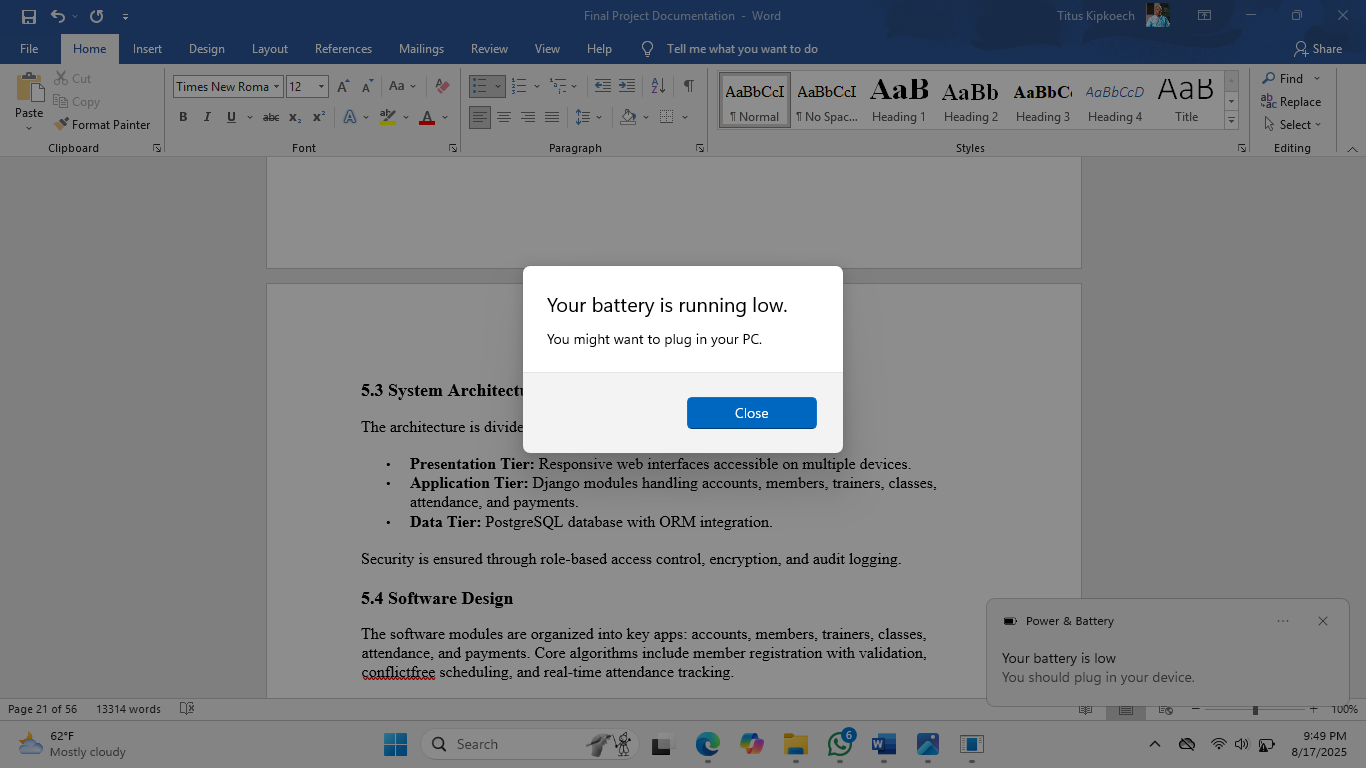 Final Project Documentation - Word
Titus Kipkoech
File Home Insert Design Layout References Mailings Review View Help Tell me what you want to do Share
Paste
Cut
Copy
Format Painter
Clipboard
Times New Roma 12
Aa
B I U abc x₂ x²
A ab A
Font
Paragraph
AaBbCcI AaBbCcI AaB AaBb AaBbC AaBbCcD AaB
¶ Normal ¶ No Spac... Heading 1 Heading 2 Heading 3 Heading 4 Title
Styles
Find
Replace
Select
Editing
Your battery is running low.
You might want to plug in your PC.
Close
5.3 System Architectu
The architecture is divide
• Presentation Tier: Responsive web interfaces accessible on multiple devices.
• Application Tier: Django modules handling accounts, members, trainers, classes,
attendance, and payments.
• Data Tier: PostgreSQL database with ORM integration.
Security is ensured through role-based access control, encryption, and audit logging.
5.4 Software Design
The software modules are organized into key apps: accounts, members, trainers, classes,
attendance, and payments. Core algorithms include member registration with validation,
conflictfree scheduling, and real-time attendance tracking.
Power & Battery
Your battery is low
You should plug in your device.
Page 21 of 56 13314 words
100%
62°F
Mostly cloudy
Search
6
9:49 PM
8/17/2025